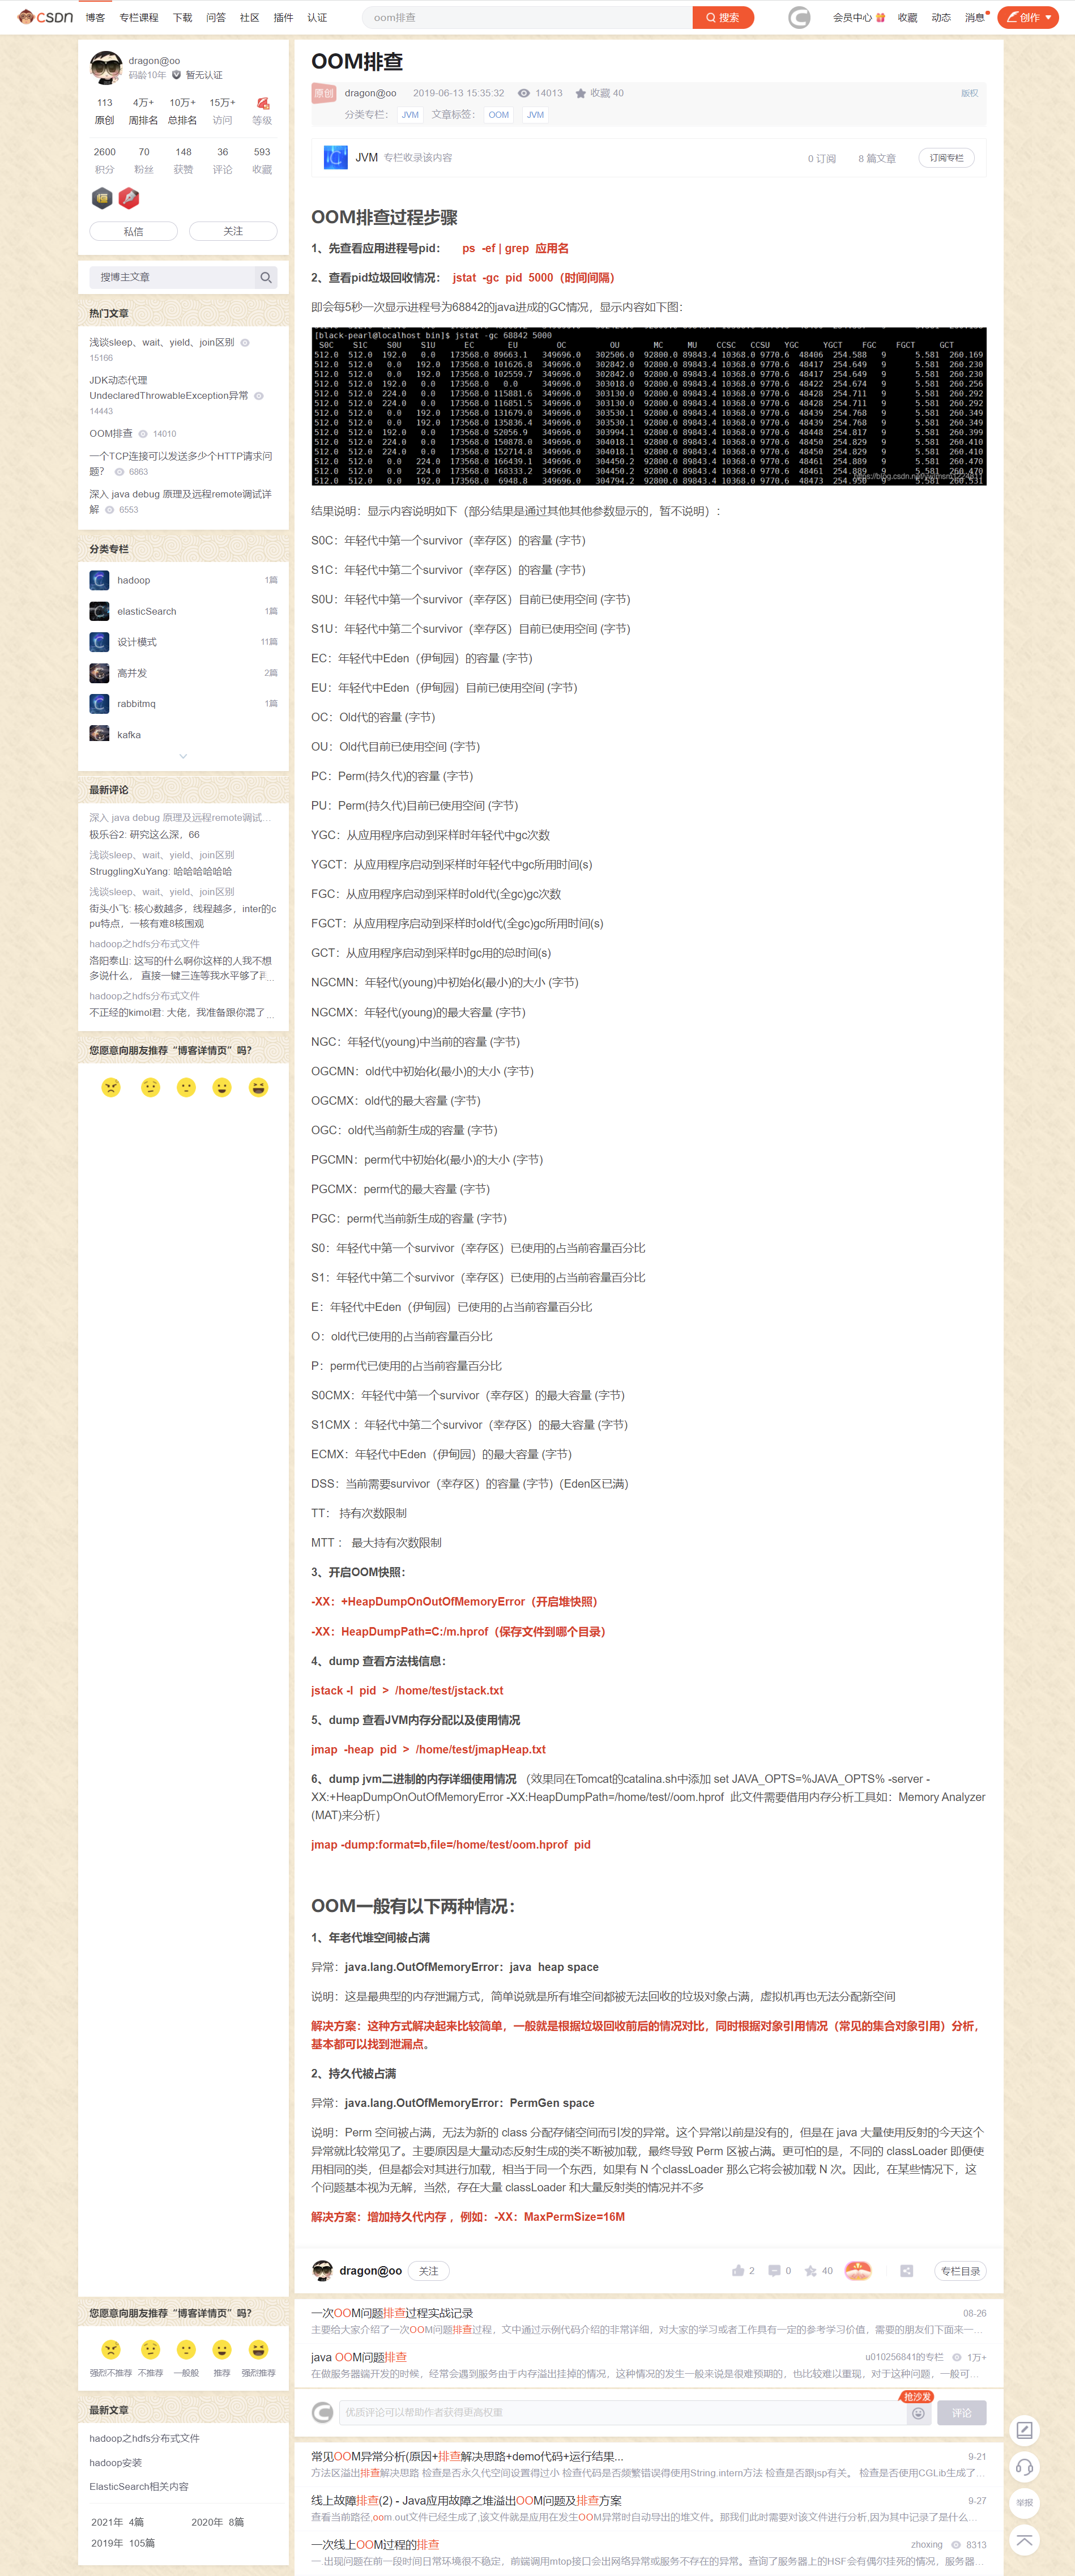 CSDN 博客 专栏课程 下载 问答 社区 插件 认证 oom排查 搜索 会员中心 收藏 动态 消息 创作
dragon@oo
码龄10年 暂无认证
113 4万+ 10万+ 15万+
原创 周排名 总排名 访问 等级
2600 70 148 36 593
积分 粉丝 获赞 评论 收藏
私信 关注
搜博主文章
热门文章
浅谈sleep、wait、yield、join区别
15166
JDK动态代理
UndeclaredThrowableException异常
14443
OOM排查 14010
一个TCP连接可以发送多少个HTTP请求问
题? 6863
深入 java debug 原理及远程remote调试详
解 6553
分类专栏
hadoop 1篇
elasticSearch 1篇
设计模式 11篇
高并发 2篇
rabbitmq 1篇
kafka
最新评论
深入 java debug 原理及远程remote调试...
极乐谷2: 研究这么深，66
浅谈sleep、wait、yield、join区别
StrugglingXuYang: 哈哈哈哈哈哈
浅谈sleep、wait、yield、join区别
街头小飞: 核心数越多，线程越多，inter的c
pu特点，一核有难8核围观
hadoop之hdfs分布式文件
洛阳泰山: 这写的什么啊你这样的人我不想
多说什么， 直接一键三连等我水平够了再...
hadoop之hdfs分布式文件
不正经的kimol君: 大佬，我准备跟你混了 ...
您愿意向朋友推荐“博客详情页”吗?
OOM排查
原创 dragon@oo 2019-06-13 15:35:32 14013 收藏 40 版权
分类专栏： JVM 文章标签： OOM JVM
JVM 专栏收录该内容 0 订阅 8 篇文章 订阅专栏
OOM排查过程步骤
1、先查看应用进程号pid： ps -ef | grep 应用名
2、查看pid垃圾回收情况： jstat -gc pid 5000（时间间隔）
即会每5秒一次显示进程号为68842的java进成的GC情况，显示内容如下图：
[black-pearl@localhost bin]$ jstat -gc 68842 5000
S0C S1C S0U S1U EC EU OC OU MC MU CCSC CCSU YGC YGCT FGC FGCT GCT
512.0 512.0 192.0 0.0 173568.0 89663.1 349696.0 302506.0 92800.0 89843.4 10368.0 9770.6 48406 254.588 9 5.581 260.169
512.0 512.0 0.0 192.0 173568.0 101626.8 349696.0 302842.0 92800.0 89843.4 10368.0 9770.6 48417 254.649 9 5.581 260.230
512.0 512.0 0.0 192.0 173568.0 102559.7 349696.0 302842.0 92800.0 89843.4 10368.0 9770.6 48417 254.649 9 5.581 260.230
512.0 512.0 192.0 0.0 173568.0 0.0 349696.0 303018.0 92800.0 89843.4 10368.0 9770.6 48422 254.674 9 5.581 260.256
512.0 512.0 224.0 0.0 173568.0 115881.6 349696.0 303130.0 92800.0 89843.4 10368.0 9770.6 48428 254.711 9 5.581 260.292
512.0 512.0 224.0 0.0 173568.0 116851.5 349696.0 303130.0 92800.0 89843.4 10368.0 9770.6 48428 254.711 9 5.581 260.292
512.0 512.0 0.0 192.0 173568.0 131679.0 349696.0 303530.1 92800.0 89843.4 10368.0 9770.6 48439 254.768 9 5.581 260.349
512.0 512.0 0.0 192.0 173568.0 135836.4 349696.0 303530.1 92800.0 89843.4 10368.0 9770.6 48439 254.768 9 5.581 260.349
512.0 512.0 192.0 0.0 173568.0 52056.9 349696.0 303994.1 92800.0 89843.4 10368.0 9770.6 48448 254.817 9 5.581 260.399
512.0 512.0 224.0 0.0 173568.0 150878.0 349696.0 304018.1 92800.0 89843.4 10368.0 9770.6 48450 254.829 9 5.581 260.410
512.0 512.0 224.0 0.0 173568.0 152714.8 349696.0 304018.1 92800.0 89843.4 10368.0 9770.6 48450 254.829 9 5.581 260.410
512.0 512.0 0.0 224.0 173568.0 166439.1 349696.0 304450.2 92800.0 89843.4 10368.0 9770.6 48461 254.889 9 5.581 260.470
512.0 512.0 0.0 224.0 173568.0 168333.2 349696.0 304450.2 92800.0 89843.4 10368.0 9770.6 48461 254.889 9 5.581 260.470
512.0 512.0 224.0 0.0 173568.0 6948.8 349696.0 304794.2 92800.0 89843.4 10368.0 9770.6 48473 254.950 9 5.581 260.531
结果说明：显示内容说明如下（部分结果是通过其他其他参数显示的，暂不说明）：
S0C：年轻代中第一个survivor（幸存区）的容量 (字节)
S1C：年轻代中第二个survivor（幸存区）的容量 (字节)
S0U：年轻代中第一个survivor（幸存区）目前已使用空间 (字节)
S1U：年轻代中第二个survivor（幸存区）目前已使用空间 (字节)
EC：年轻代中Eden（伊甸园）的容量 (字节)
EU：年轻代中Eden（伊甸园）目前已使用空间 (字节)
OC：Old代的容量 (字节)
OU：Old代目前已使用空间 (字节)
PC：Perm(持久代)的容量 (字节)
PU：Perm(持久代)目前已使用空间 (字节)
YGC：从应用程序启动到采样时年轻代中gc次数
YGCT：从应用程序启动到采样时年轻代中gc所用时间(s)
FGC：从应用程序启动到采样时old代(全gc)gc次数
FGCT：从应用程序启动到采样时old代(全gc)gc所用时间(s)
GCT：从应用程序启动到采样时gc用的总时间(s)
NGCMN：年轻代(young)中初始化(最小)的大小 (字节)
NGCMX：年轻代(young)的最大容量 (字节)
NGC：年轻代(young)中当前的容量 (字节)
OGCMN：old代中初始化(最小)的大小 (字节)
OGCMX：old代的最大容量 (字节)
OGC：old代当前新生成的容量 (字节)
PGCMN：perm代中初始化(最小)的大小 (字节)
PGCMX：perm代的最大容量 (字节)
PGC：perm代当前新生成的容量 (字节)
S0：年轻代中第一个survivor（幸存区）已使用的占当前容量百分比
S1：年轻代中第二个survivor（幸存区）已使用的占当前容量百分比
E：年轻代中Eden（伊甸园）已使用的占当前容量百分比
O：old代已使用的占当前容量百分比
P：perm代已使用的占当前容量百分比
S0CMX：年轻代中第一个survivor（幸存区）的最大容量 (字节)
S1CMX ：年轻代中第二个survivor（幸存区）的最大容量 (字节)
ECMX：年轻代中Eden（伊甸园）的最大容量 (字节)
DSS：当前需要survivor（幸存区）的容量 (字节)（Eden区已满）
TT： 持有次数限制
MTT ： 最大持有次数限制
3、开启OOM快照：
-XX：+HeapDumpOnOutOfMemoryError（开启堆快照）
-XX：HeapDumpPath=C:/m.hprof（保存文件到哪个目录）
4、dump 查看方法栈信息：
jstack -l pid > /home/test/jstack.txt
5、dump 查看JVM内存分配以及使用情况
jmap -heap pid > /home/test/jmapHeap.txt
6、dump jvm二进制的内存详细使用情况 （效果同在Tomcat的catalina.sh中添加 set JAVA_OPTS=%JAVA_OPTS% -server -
XX:+HeapDumpOnOutOfMemoryError -XX:HeapDumpPath=/home/test//oom.hprof 此文件需要借用内存分析工具如：Memory Analyzer
(MAT)来分析）
jmap -dump:format=b,file=/home/test/oom.hprof pid
OOM一般有以下两种情况：
1、年老代堆空间被占满
异常：java.lang.OutOfMemoryError：java heap space
说明：这是最典型的内存泄漏方式，简单说就是所有堆空间都被无法回收的垃圾对象占满，虚拟机再也无法分配新空间
解决方案：这种方式解决起来比较简单，一般就是根据垃圾回收前后的情况对比，同时根据对象引用情况（常见的集合对象引用）分析，
基本都可以找到泄漏点。
2、持久代被占满
异常：java.lang.OutOfMemoryError：PermGen space
说明：Perm 空间被占满，无法为新的 class 分配存储空间而引发的异常。这个异常以前是没有的，但是在 java 大量使用反射的今天这个
异常就比较常见了。主要原因是大量动态反射生成的类不断被加载，最终导致 Perm 区被占满。更可怕的是，不同的 classLoader 即便使
用相同的类，但是都会对其进行加载，相当于同一个东西，如果有 N 个classLoader 那么它将会被加载 N 次。因此，在某些情况下，这
个问题基本视为无解，当然，存在大量 classLoader 和大量反射类的情况并不多
解决方案：增加持久代内存 ，例如：-XX：MaxPermSize=16M
dragon@oo 关注 2 0 40 专栏目录
您愿意向朋友推荐“博客详情页”吗?
强烈不推荐 不推荐 一般般 推荐 强烈推荐
最新文章
hadoop之hdfs分布式文件
hadoop安装
ElasticSearch相关内容
2021年 4篇 2020年 8篇
2019年 105篇
一次OOM问题排查过程实战记录 08-26
主要给大家介绍了一次OOM问题排查过程，文中通过示例代码介绍的非常详细，对大家的学习或者工作具有一定的参考学习价值，需要的朋友们下面来一...
java OOM问题排查 u010256841的专栏 1万+
在做服务器端开发的时候，经常会遇到服务由于内存溢出挂掉的情况，这种情况的发生一般来说是很难预期的，也比较难以重现，对于这种问题，一般可...
抢沙发
优质评论可以帮助作者获得更高权重 评论
常见OOM异常分析(原因+排查解决思路+demo代码+运行结果... 9-21
方法区溢出排查解决思路 检查是否永久代空间设置得过小 检查代码是否频繁错误得使用String.intern方法 检查是否跟jsp有关。 检查是否使用CGLib生成了...
线上故障排查(2) - Java应用故障之堆溢出OOM问题及排查方案 9-27
查看当前路径,oom.out文件已经生成了,该文件就是应用在发生OOM异常时自动导出的堆文件。那我们此时需要对该文件进行分析,因为其中记录了是什么...
一次线上OOM过程的排查 zhoxing 8313
一.出现问题在前一段时间日常环境很不稳定，前端调用mtop接口会出网络异常或服务不存在的异常。查询了服务器上的HSF会有偶尔挂死的情况，服务器...
举报